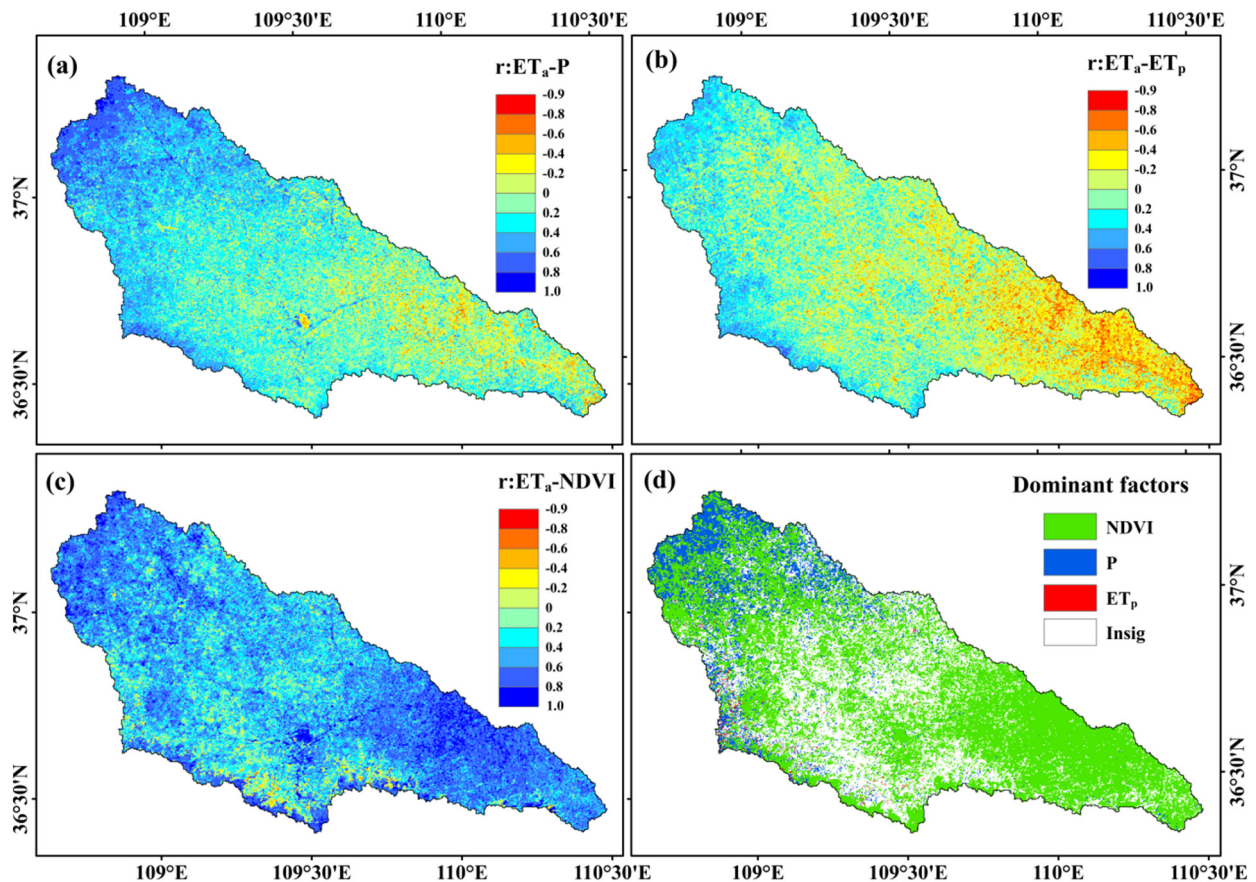 109°E 109°30'E 110°E 110°30'E 109°E 109°30'E 110°E 110°30'E
(a)
r:ETa-P
-0.9
-0.8
-0.6
-0.4
-0.2
0
0.2
0.4
0.6
0.8
1.0
37°N
36°30'N
(b)
r:ETa-ETp
-0.9
-0.8
-0.6
-0.4
-0.2
0
0.2
0.4
0.6
0.8
1.0
37°N
36°30'N
(c)
r:ETa-NDVI
-0.9
-0.8
-0.6
-0.4
-0.2
0
0.2
0.4
0.6
0.8
1.0
37°N
36°30'N
(d)
Dominant factors
NDVI
P
ETp
Insig
37°N
36°30'N
109°E 109°30'E 110°E 110°30'E 109°E 109°30'E 110°E 110°30'E